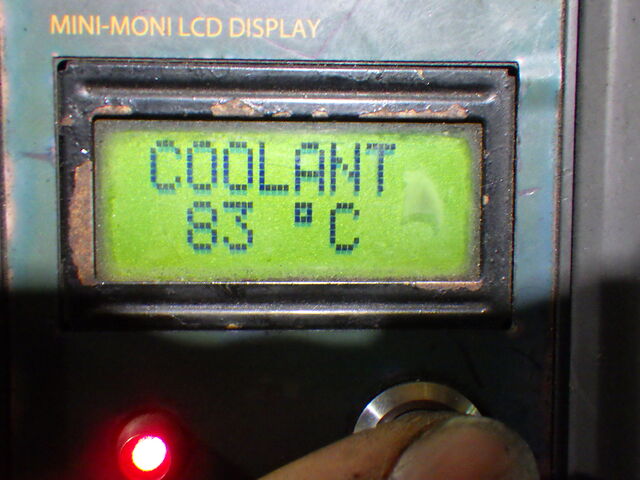 MINI-MONI LCD DISPLAY
COOLANT
83 °C